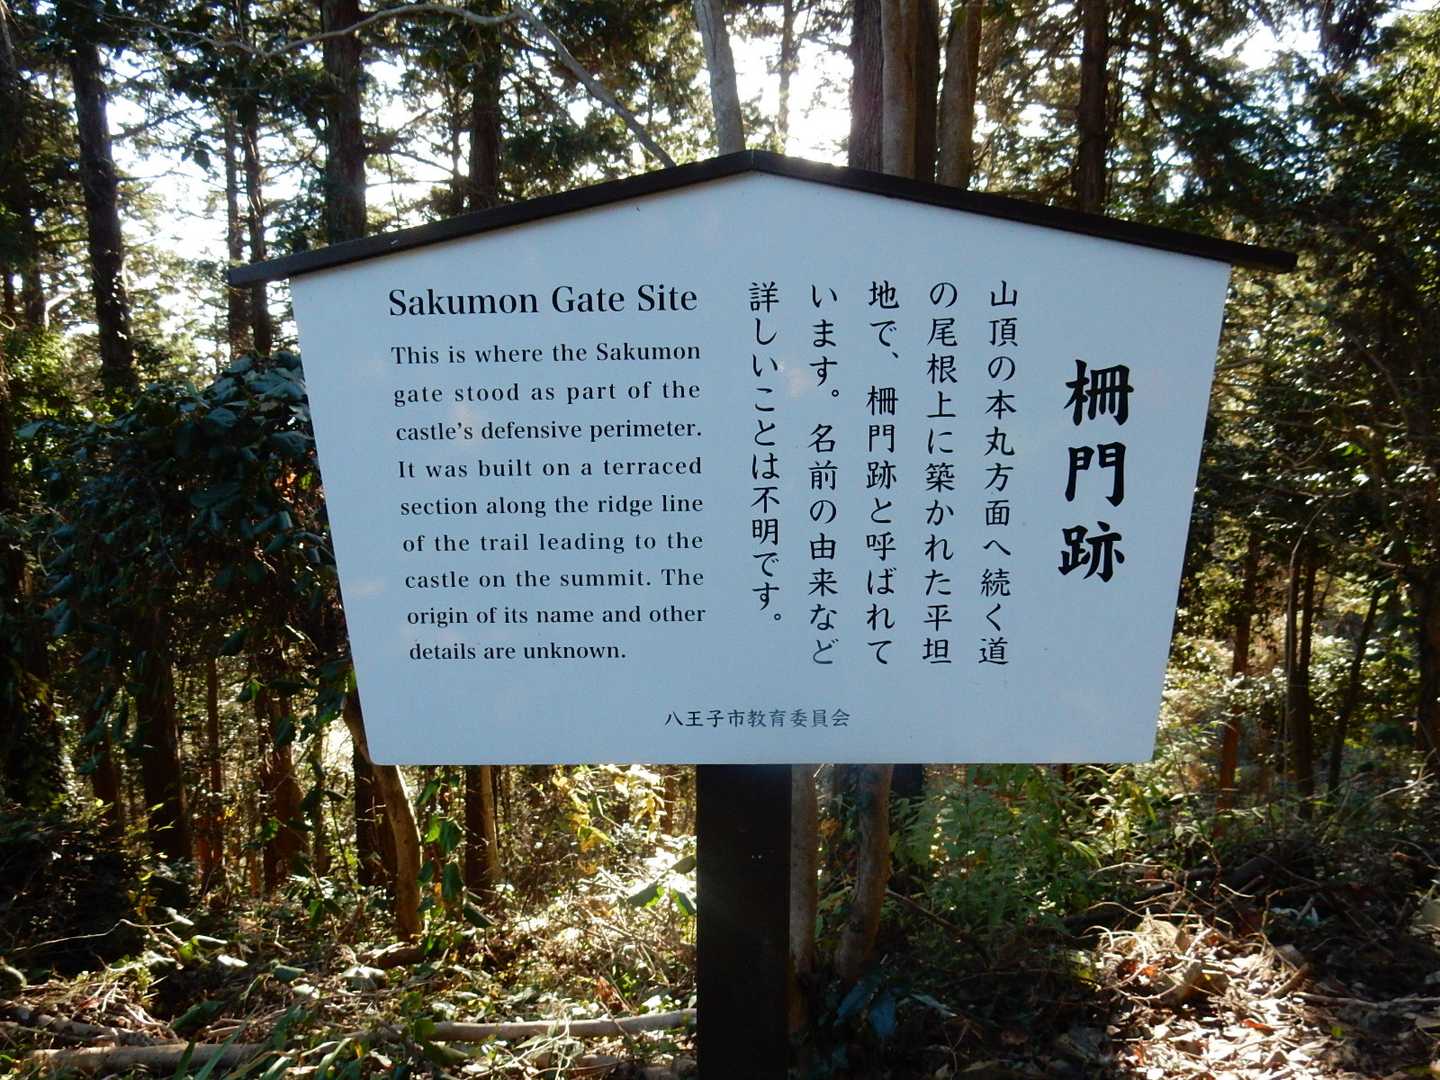 柵門跡
山頂の本丸方面へ続く道
の尾根上に築かれた平坦
地で、柵門跡と呼ばれて
います。名前の由来など
詳しいことは不明です。
Sakumon Gate Site
This is where the Sakumon
gate stood as part of the
castle's defensive perimeter.
It was built on a terraced
section along the ridge line
of the trail leading to the
castle on the summit. The
origin of its name and other
details are unknown.
八王子市教育委員会